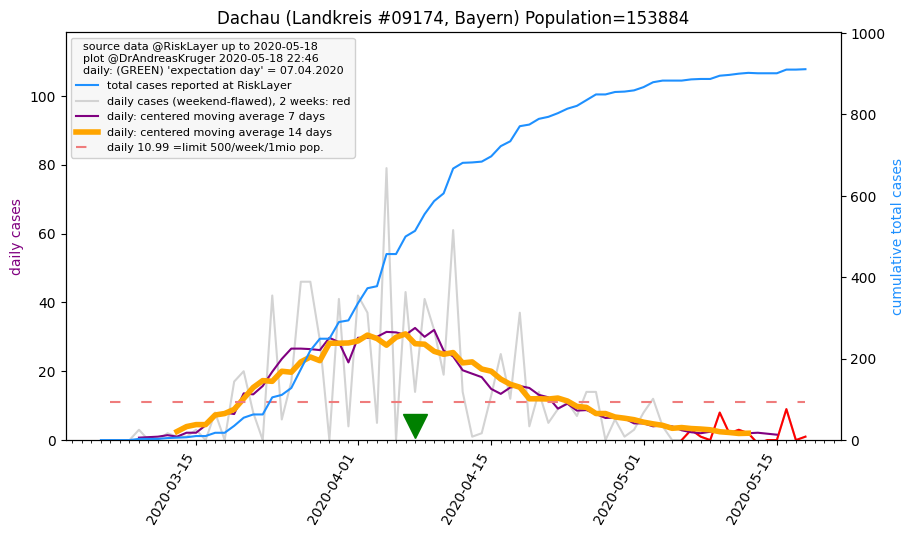 Dachau (Landkreis #09174, Bayern) Population=153884
source data @RiskLayer up to 2020-05-18
plot @DrAndreasKruger 2020-05-18 22:46
daily: (GREEN) 'expectation day' = 07.04.2020
total cases reported at RiskLayer
daily cases (weekend-flawed), 2 weeks: red
daily: centered moving average 7 days
daily: centered moving average 14 days
daily 10.99 =limit 500/week/1mio pop.
daily cases
100
80
60
40
20
0
cumulative total cases
1000
800
600
400
200
0
2020-03-15
2020-04-01
2020-04-15
2020-05-01
2020-05-15